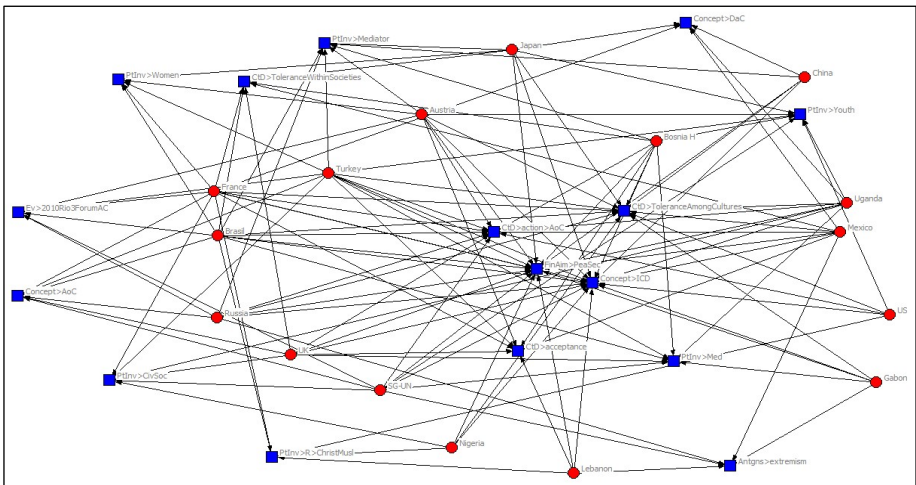 Concept>DaC
PtInv>Mediator
Japan
PtInv>Women
CtD>ToleranceWithinSocieties
China
Austria
PtInv>Youth
Bosnia H
Turkey
France
Uganda
Ev>2010Rio3ForumAC
CtD>ToleranceAmongCultures
Brasil
CtD>action>AoC
Mexico
FinAim>PeaSec
Concept>ICD
Concept>AoC
US
Russia
UK
CtD>acceptance
PtInv>Med
PtInv>CivSoc
SG-UN
Gabon
Nigeria
PtInv>R>ChristMusl
Lebanon
Antgns>extremism